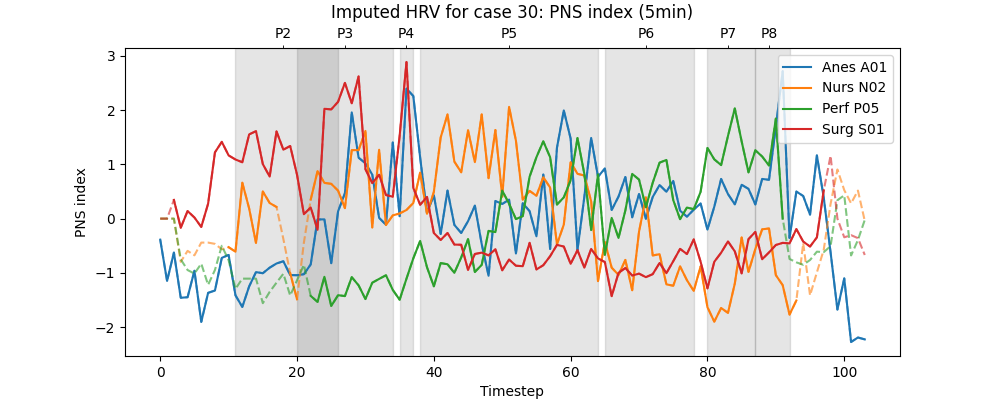 Imputed HRV for case 30: PNS index (5min)
P2 P3 P4 P5 P6 P7 P8
3
2
1
0
−1
−2
PNS index
Anes A01
Nurs N02
Perf P05
Surg S01
0 20 40 60 80 100
Timestep